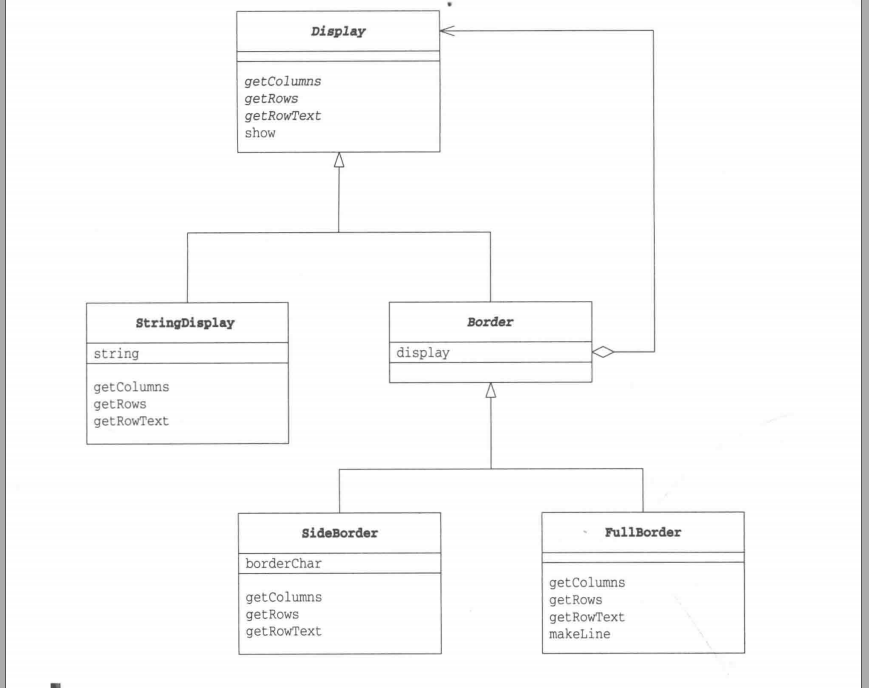 Display
getColumns
getRows
getRowText
show
StringDisplay
string
getColumns
getRows
getRowText
Border
display
SideBorder
borderChar
getColumns
getRows
getRowText
FullBorder
getColumns
getRows
getRowText
makeLine